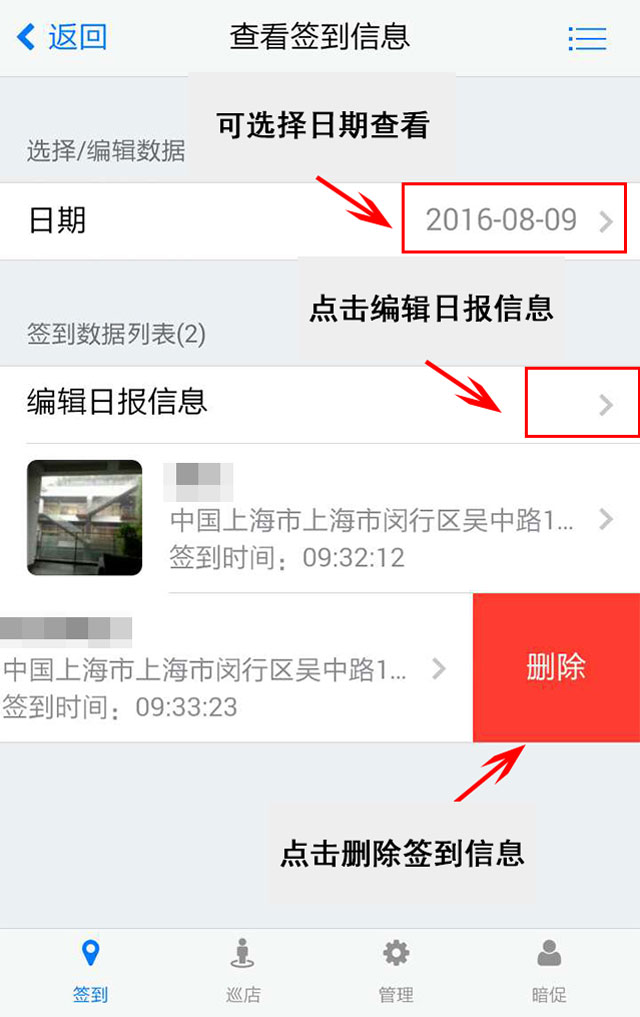 返回
查看签到信息
可选择日期查看
选择/编辑数据
日期
2016-08-09
点击编辑日报信息
签到数据列表(2)
编辑日报信息
中国上海市上海市闵行区吴中路1...
签到时间：09:32:12
中国上海市上海市闵行区吴中路1...
签到时间：09:33:23
删除
点击删除签到信息
签到
巡店
管理
暗促